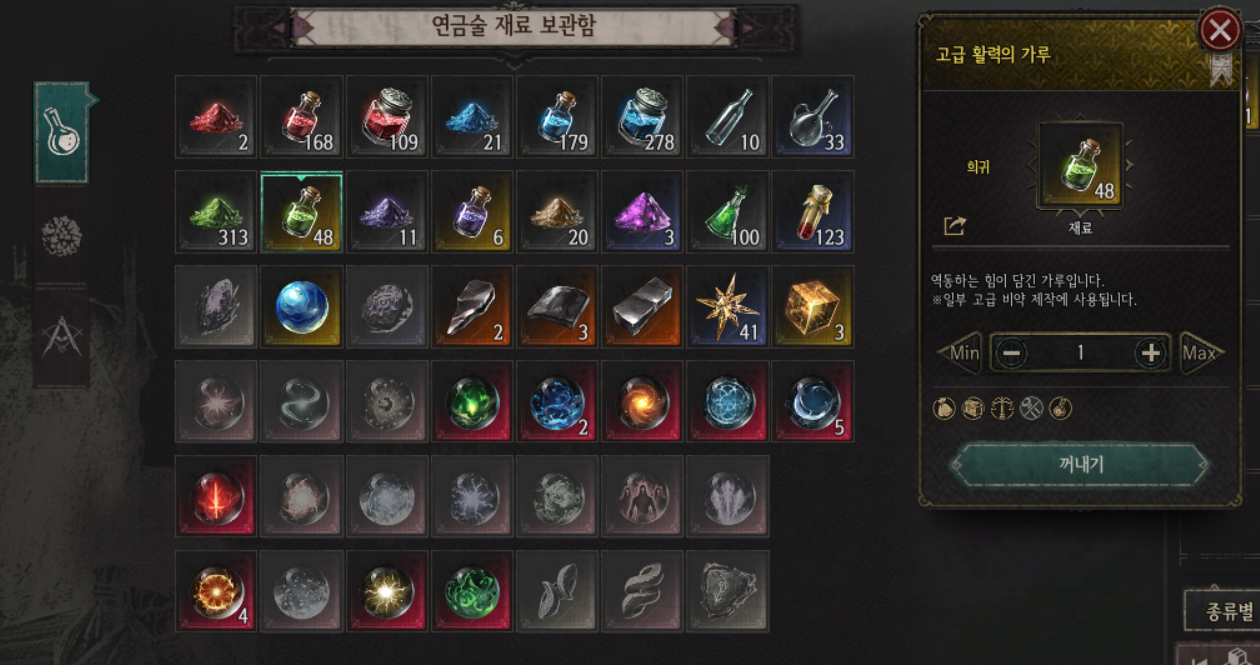 연금술 재료 보관함
고급 활력의 가루
2 168 109 21 179 278 10 33
313 48 11 6 20 3 100 123
2 3 41 3
2 5
4
희귀
48
재료
역동하는 힘이 담긴 가루입니다.
※일부 고급 비약 제작에 사용됩니다.
Min 1 Max
꺼내기
1
종류별